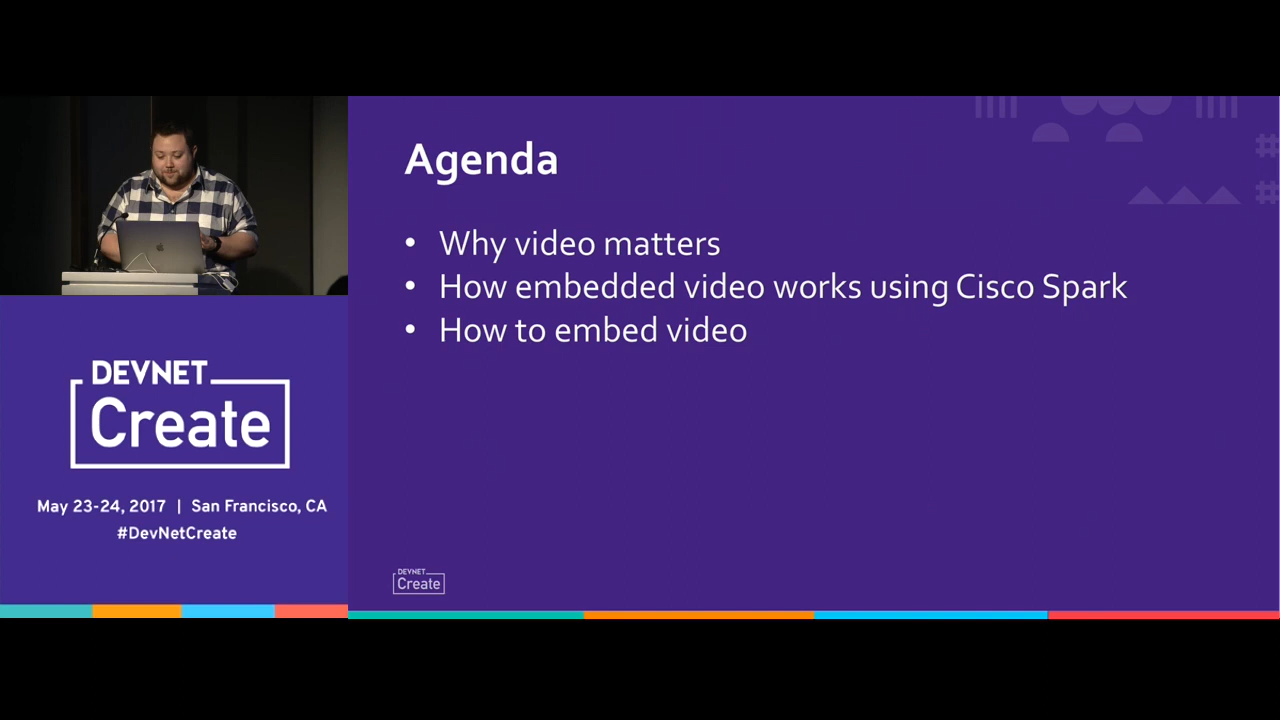 Agenda
• Why video matters
• How embedded video works using Cisco Spark
• How to embed video
DEVNET
Create
May 23-24, 2017 | San Francisco, CA
#DevNetCreate
DEVNET
Create